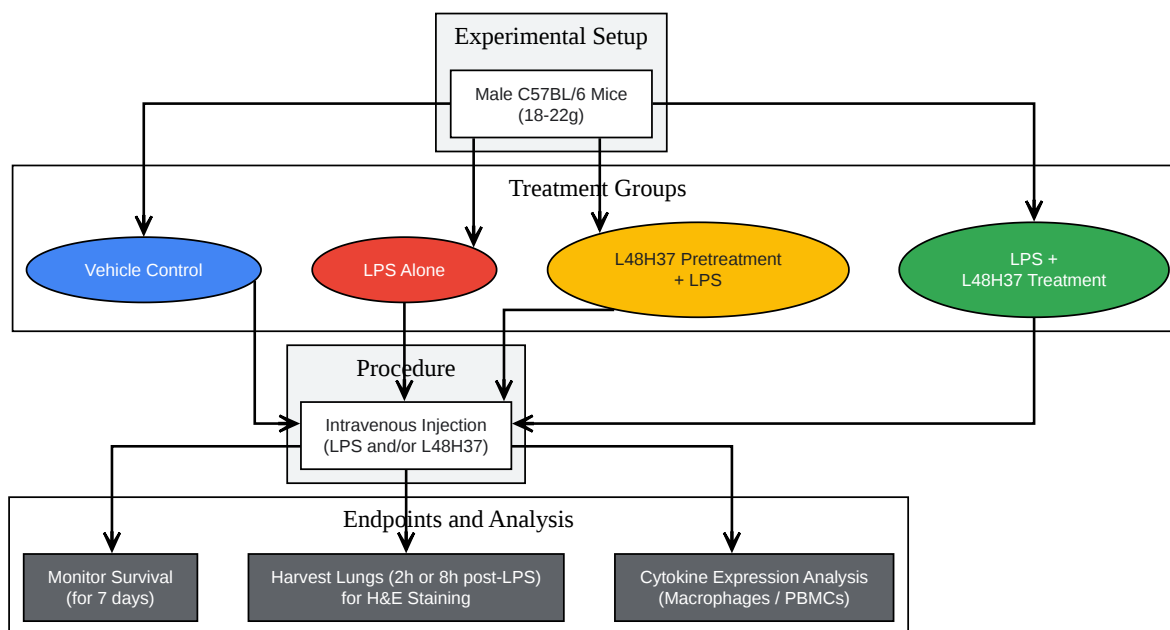 Experimental Setup
Male C57BL/6 Mice
(18-22g)
Treatment Groups
Vehicle Control
LPS Alone
L48H37 Pretreatment
+ LPS
LPS +
L48H37 Treatment
Procedure
Intravenous Injection
(LPS and/or L48H37)
Endpoints and Analysis
Monitor Survival
(for 7 days)
Harvest Lungs (2h or 8h post-LPS)
for H&E Staining
Cytokine Expression Analysis
(Macrophages / PBMCs)